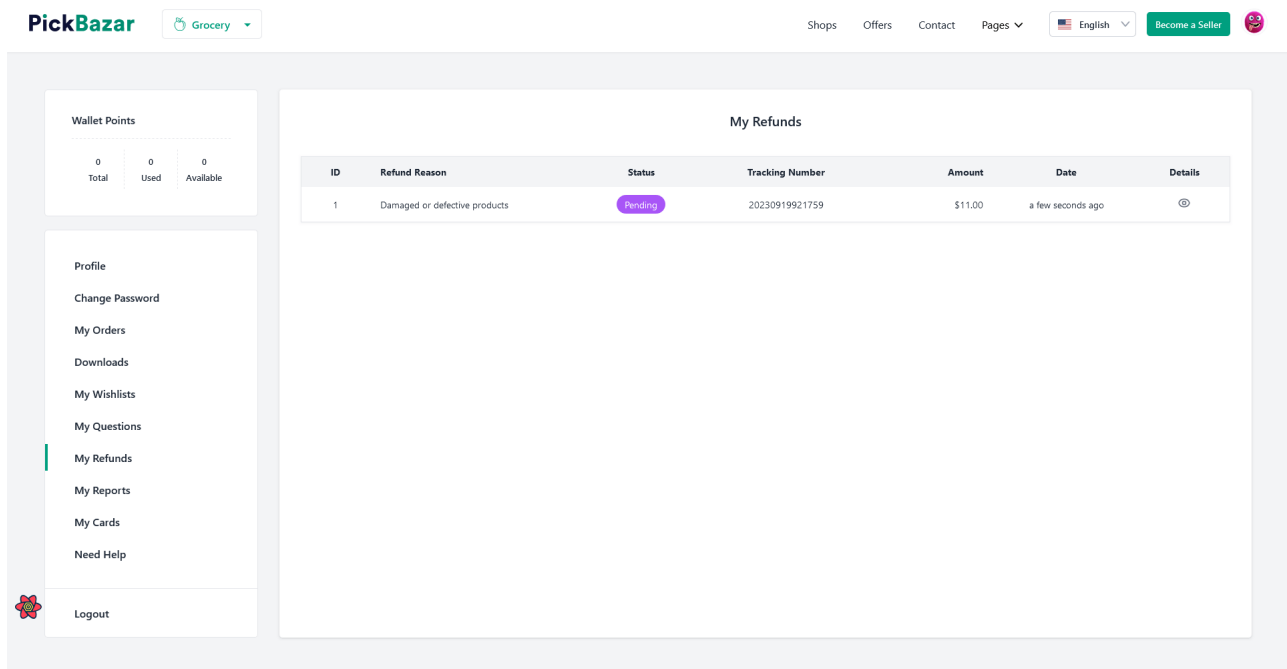 PickBazar
Grocery
Shops Offers Contact Pages English Become a Seller
Wallet Points
0 0 0
Total Used Available
Profile
Change Password
My Orders
Downloads
My Wishlists
My Questions
My Refunds
My Reports
My Cards
Need Help
Logout
My Refunds
ID Refund Reason Status Tracking Number Amount Date Details
1 Damaged or defective products Pending 20230919921759 $11.00 a few seconds ago